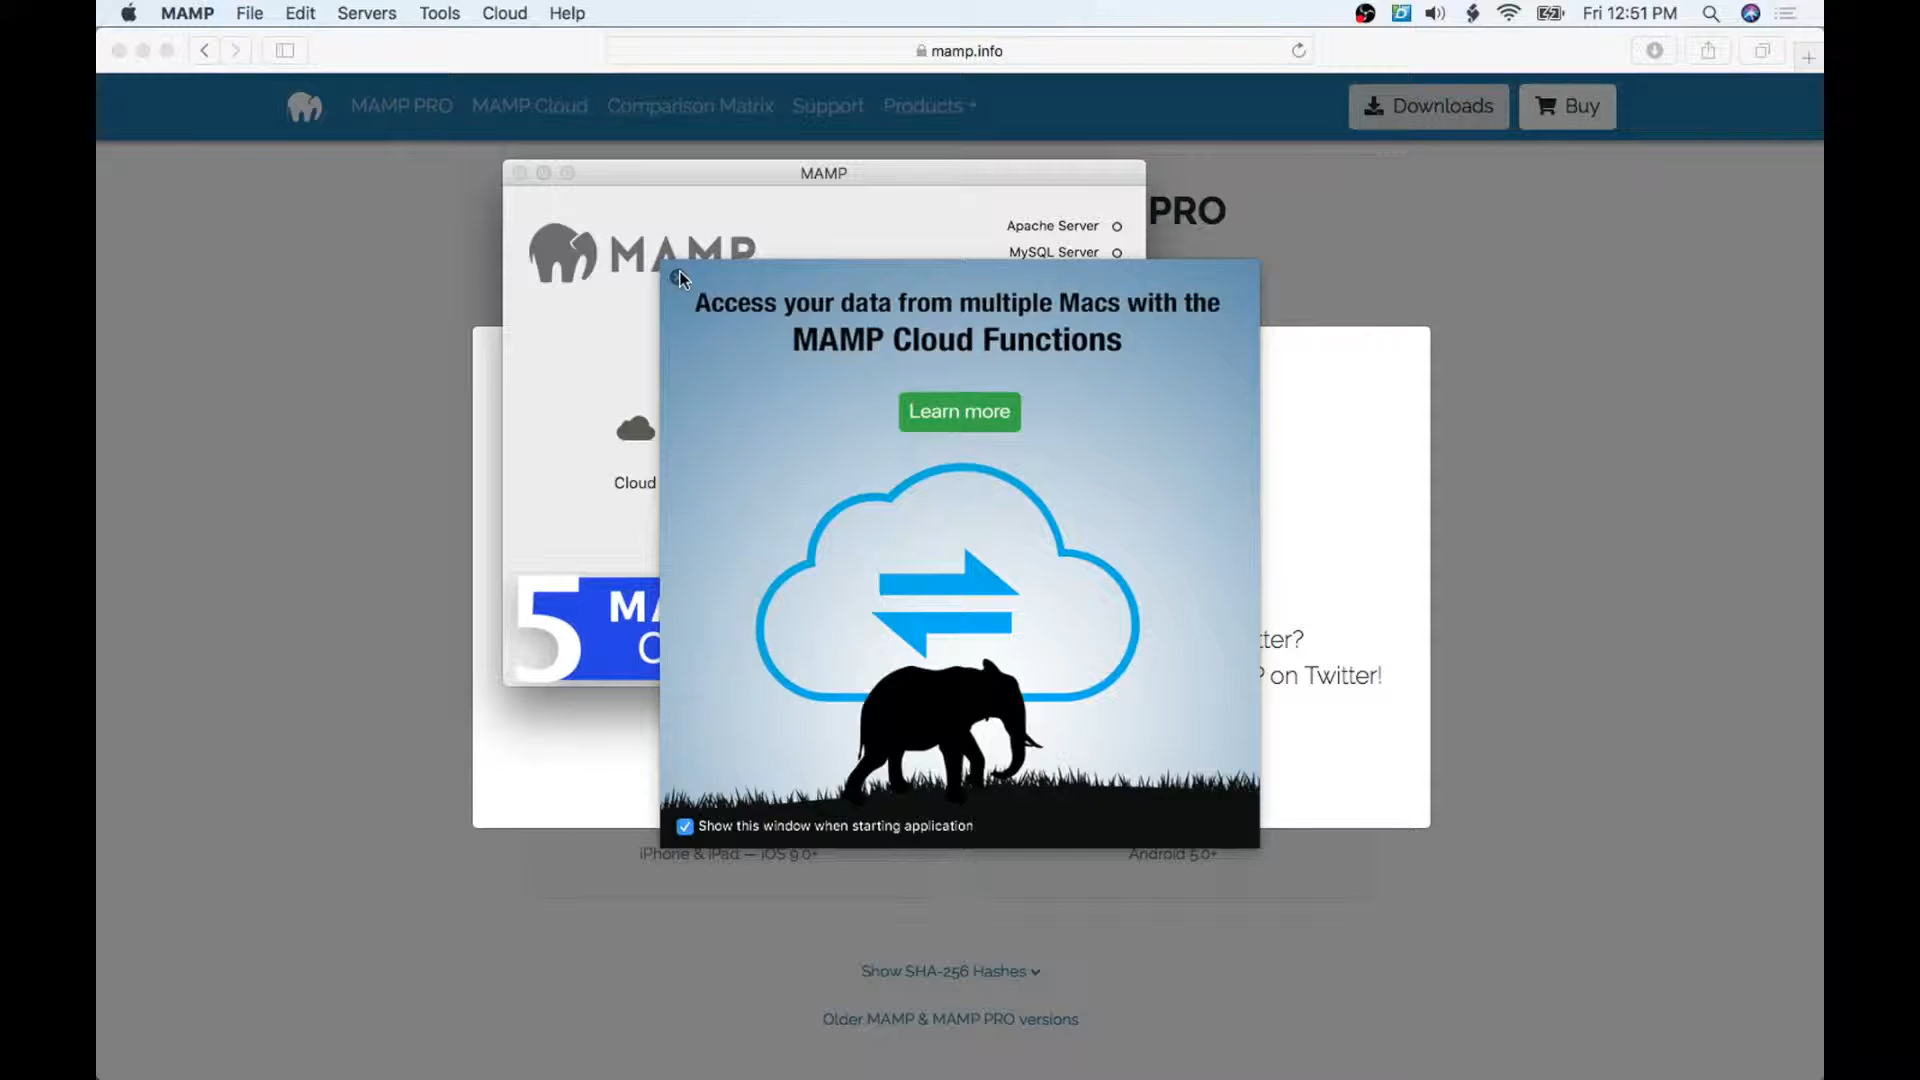 MAMP File Edit Servers Tools Cloud Help Fri 12:51 PM
mamp.info
MAMP PRO MAMP Cloud Comparison Matrix Support Products Downloads Buy
MAMP
PRO
MAMP
Apache Server
MySQL Server
Access your data from multiple Macs with the
MAMP Cloud Functions
Learn more
Cloud
5
on Twitter!
Show this window when starting application
iPhone & iPad — iOS 9.0+ Android 5.0+
Show SHA-256 Hashes
Older MAMP & MAMP PRO versions